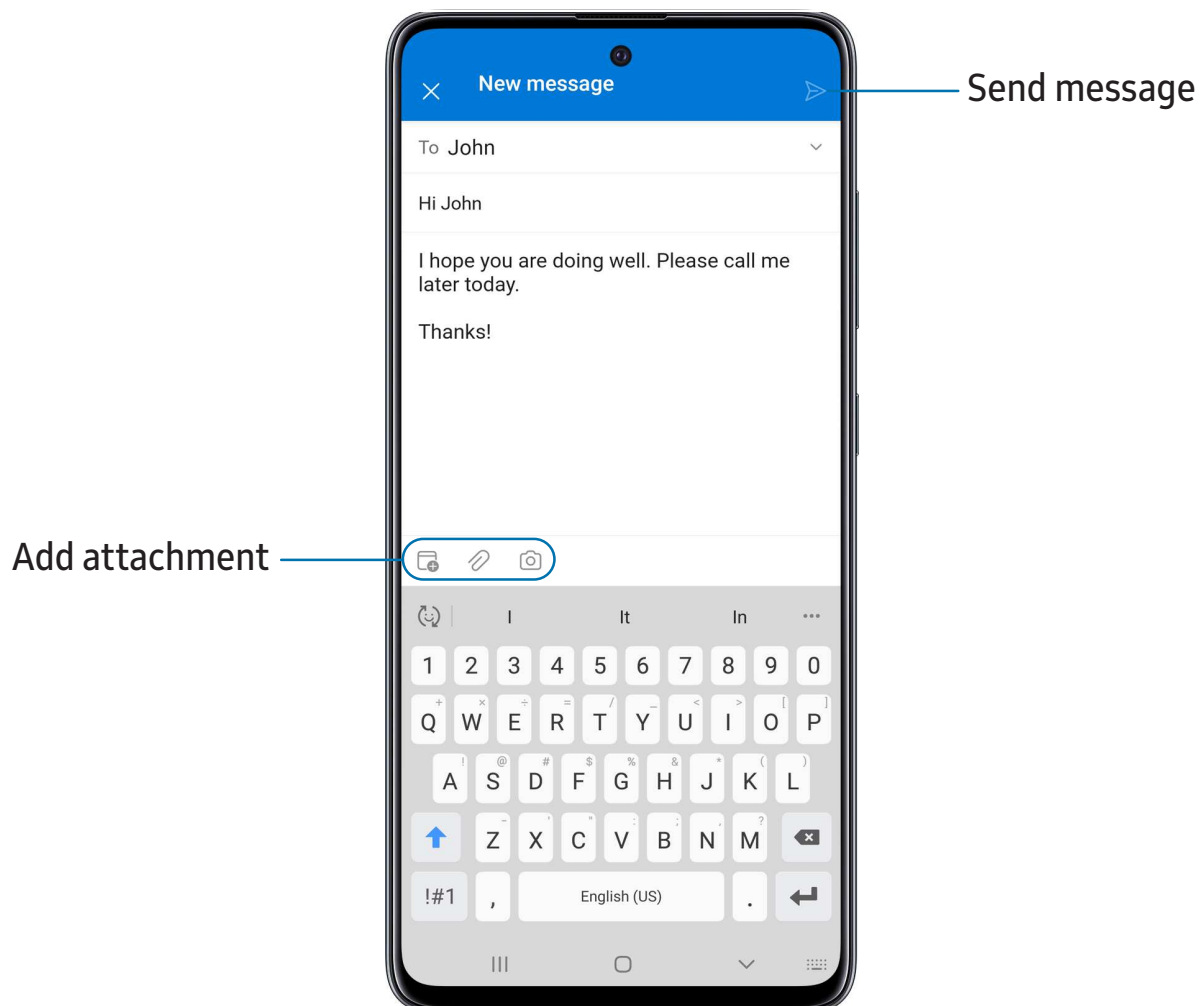 New message
Send message
To John
Hi John
I hope you are doing well. Please call me
later today.
Thanks!
Add attachment
I It In
1 2 3 4 5 6 7 8 9 0
+ × ÷ = / _ < > [ ]
Q W E R T Y U I O P
! @ # $ % & * ( )
A S D F G H J K L
- ' " : ; , ?
Z X C V B N M
!#1 , English (US) .